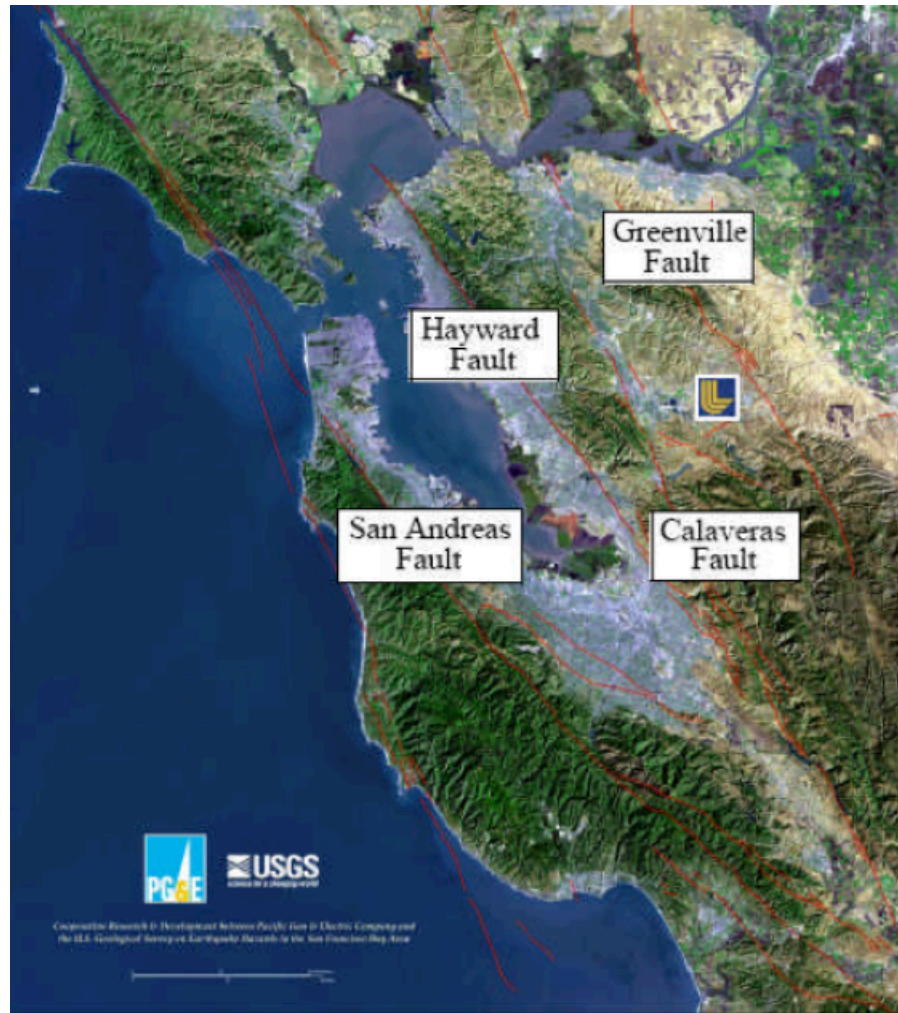 Greenville
Fault
Hayward
Fault
San Andreas
Fault
Calaveras
Fault
PG&E
USGS
science for a changing world
Cooperative Research & Development between Pacific Gas & Electric Company and
the U.S. Geological Survey on Earthquake Hazards in the San Francisco Bay Area